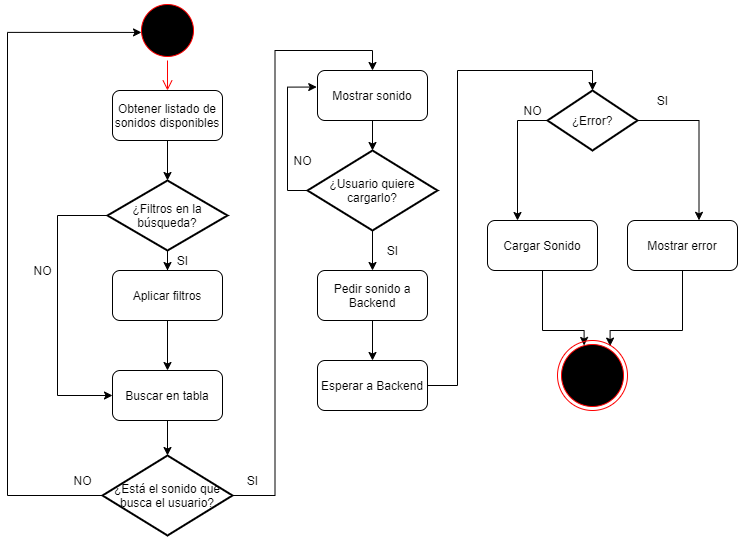 Obtener listado de
sonidos disponibles
¿Filtros en la
búsqueda?
SI
NO
Aplicar filtros
Buscar en tabla
NO
¿Está el sonido que
busca el usuario?
SI
Mostrar sonido
NO
¿Usuario quiere
cargarlo?
SI
Pedir sonido a
Backend
Esperar a Backend
NO
¿Error?
SI
Cargar Sonido
Mostrar error